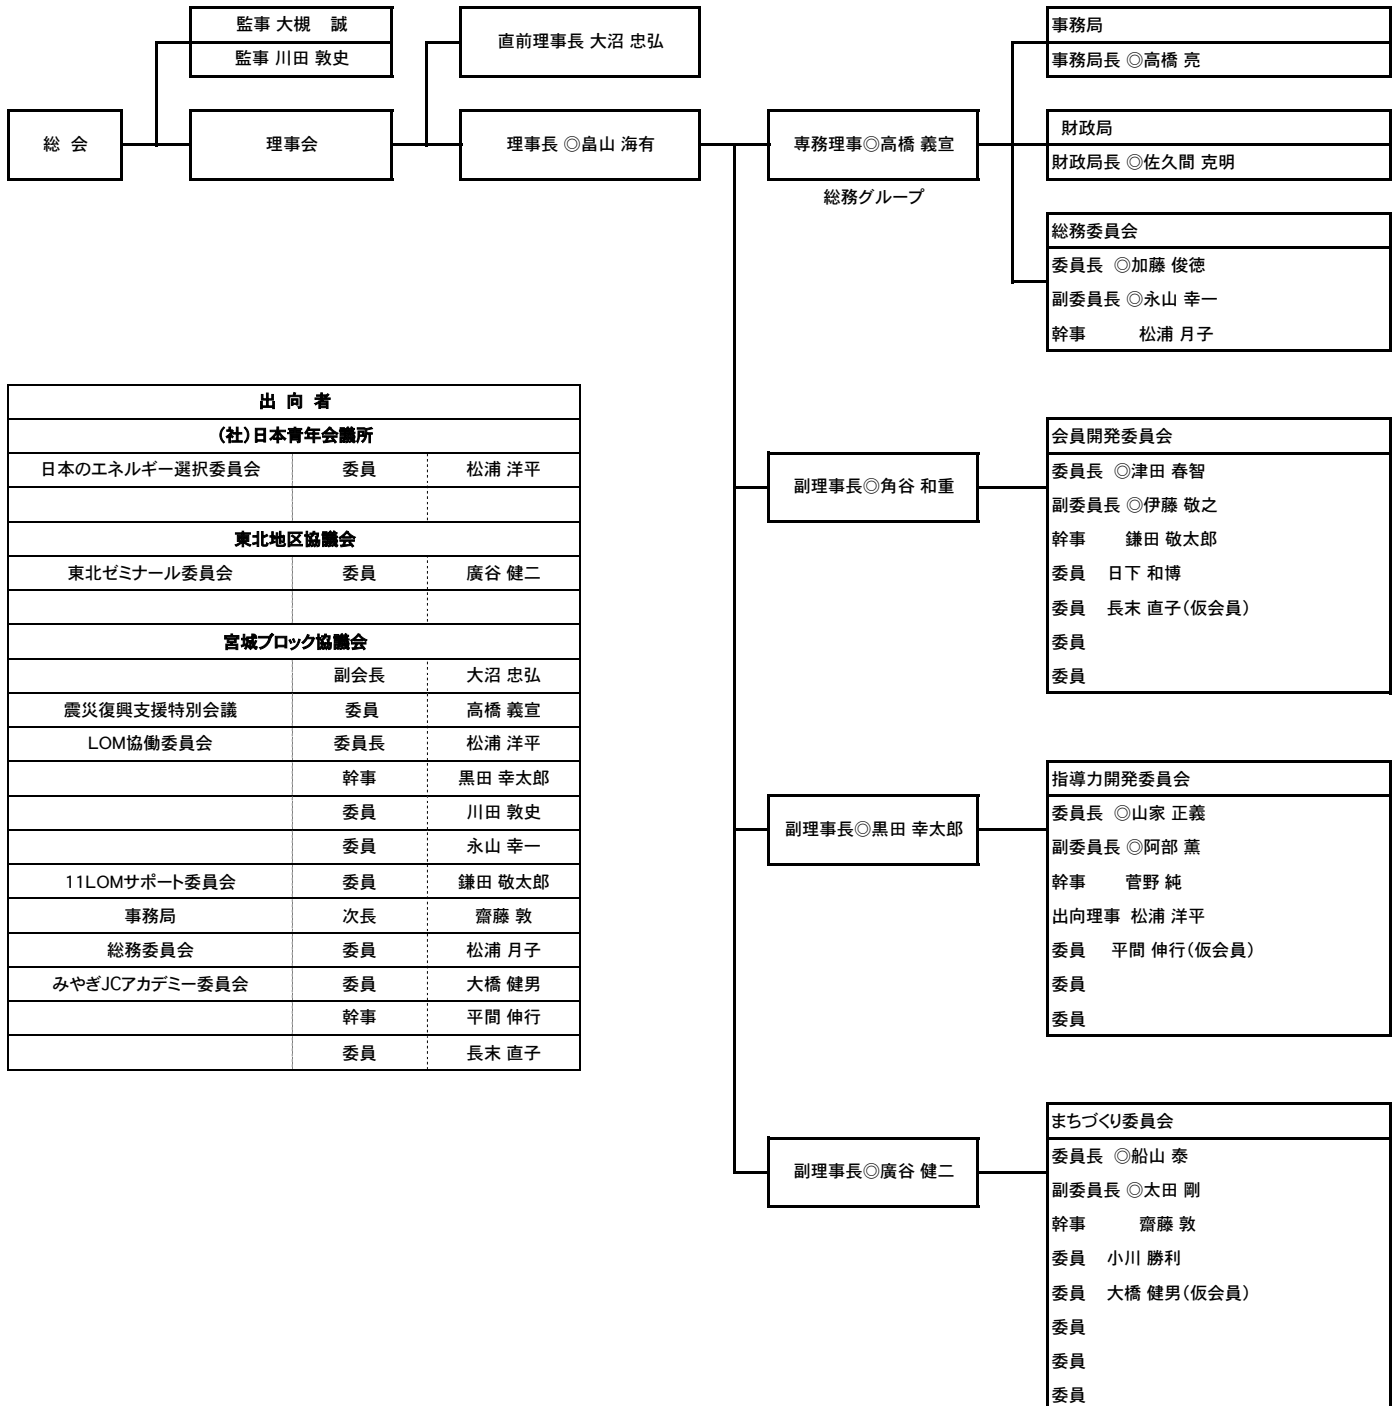 監事 大槻　誠
監事 川田 敦史
直前理事長 大沼 忠弘
総 会
理事会
理事長 ◎畠山 海有
専務理事◎高橋 義宣
総務グループ
事務局
事務局長 ◎高橋 亮
財政局
財政局長 ◎佐久間 克明
総務委員会
委員長 ◎加藤 俊徳
副委員長 ◎永山 幸一
幹事 松浦 月子
副理事長◎角谷 和重
会員開発委員会
委員長 ◎津田 春智
副委員長 ◎伊藤 敬之
幹事 鎌田 敬太郎
委員 日下 和博
委員 長末 直子(仮会員)
委員
委員
副理事長◎黒田 幸太郎
指導力開発委員会
委員長 ◎山家 正義
副委員長 ◎阿部 薫
幹事 菅野 純
出向理事 松浦 洋平
委員 平間 伸行(仮会員)
委員
委員
副理事長◎廣谷 健二
まちづくり委員会
委員長 ◎船山 泰
副委員長 ◎太田 剛
幹事 齋藤 敦
委員 小川 勝利
委員 大橋 健男(仮会員)
委員
委員
委員
出 向 者
(社)日本青年会議所
日本のエネルギー選択委員会 委員 松浦 洋平
東北地区協議会
東北ゼミナール委員会 委員 廣谷 健二
宮城ブロック協議会
副会長 大沼 忠弘
震災復興支援特別会議 委員 高橋 義宣
LOM協働委員会 委員長 松浦 洋平
幹事 黒田 幸太郎
委員 川田 敦史
委員 永山 幸一
11LOMサポート委員会 委員 鎌田 敬太郎
事務局 次長 齋藤 敦
総務委員会 委員 松浦 月子
みやぎJCアカデミー委員会 委員 大橋 健男
幹事 平間 伸行
委員 長末 直子